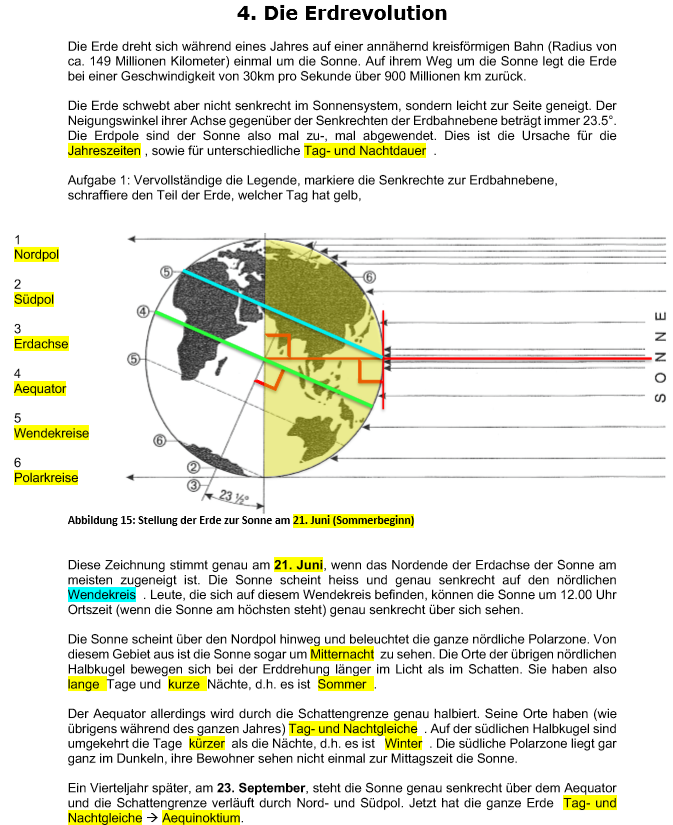 4. Die Erdrevolution
Die Erde dreht sich während eines Jahres auf einer annähernd kreisförmigen Bahn (Radius von
ca. 149 Millionen Kilometer) einmal um die Sonne. Auf ihrem Weg um die Sonne legt die Erde
bei einer Geschwindigkeit von 30km pro Sekunde über 900 Millionen km zurück.
Die Erde schwebt aber nicht senkrecht im Sonnensystem, sondern leicht zur Seite geneigt. Der
Neigungswinkel ihrer Achse gegenüber der Senkrechten der Erdbahnebene beträgt immer 23.5°.
Die Erdpole sind der Sonne also mal zu-, mal abgewendet. Dies ist die Ursache für die
Jahreszeiten , sowie für unterschiedliche Tag- und Nachtdauer .
Aufgabe 1: Vervollständige die Legende, markiere die Senkrechte zur Erdbahnebene,
schraffiere den Teil der Erde, welcher Tag hat gelb,
1
Nordpol
2
Südpol
3
Erdachse
4
Aequator
5
Wendekreise
6
Polarkreise
5
6
4
5
6
2
3
23 ½°
SONNE
Abbildung 15: Stellung der Erde zur Sonne am 21. Juni (Sommerbeginn)
Diese Zeichnung stimmt genau am 21. Juni, wenn das Nordende der Erdachse der Sonne am
meisten zugeneigt ist. Die Sonne scheint heiss und genau senkrecht auf den nördlichen
Wendekreis . Leute, die sich auf diesem Wendekreis befinden, können die Sonne um 12.00 Uhr
Ortszeit (wenn die Sonne am höchsten steht) genau senkrecht über sich sehen.
Die Sonne scheint über den Nordpol hinweg und beleuchtet die ganze nördliche Polarzone. Von
diesem Gebiet aus ist die Sonne sogar um Mitternacht zu sehen. Die Orte der übrigen nördlichen
Halbkugel bewegen sich bei der Erddrehung länger im Licht als im Schatten. Sie haben also
lange Tage und kurze Nächte, d.h. es ist Sommer .
Der Aequator allerdings wird durch die Schattengrenze genau halbiert. Seine Orte haben (wie
übrigens während des ganzen Jahres) Tag- und Nachtgleiche . Auf der südlichen Halbkugel sind
umgekehrt die Tage kürzer als die Nächte, d.h. es ist Winter . Die südliche Polarzone liegt gar
ganz im Dunkeln, ihre Bewohner sehen nicht einmal zur Mittagszeit die Sonne.
Ein Vierteljahr später, am 23. September, steht die Sonne genau senkrecht über dem Aequator
und die Schattengrenze verläuft durch Nord- und Südpol. Jetzt hat die ganze Erde Tag- und
Nachtgleiche → Aequinoktium.